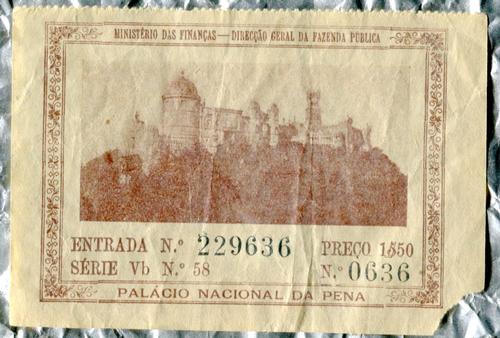 MINISTÉRIO DAS FINANÇAS — DIRECÇÃO GERAL DA FAZENDA PÚBLICA
ENTRADA N.º 229636 PREÇO 1$50
SÉRIE Vb N.º 58 N.º 0636
PALÁCIO NACIONAL DA PENA